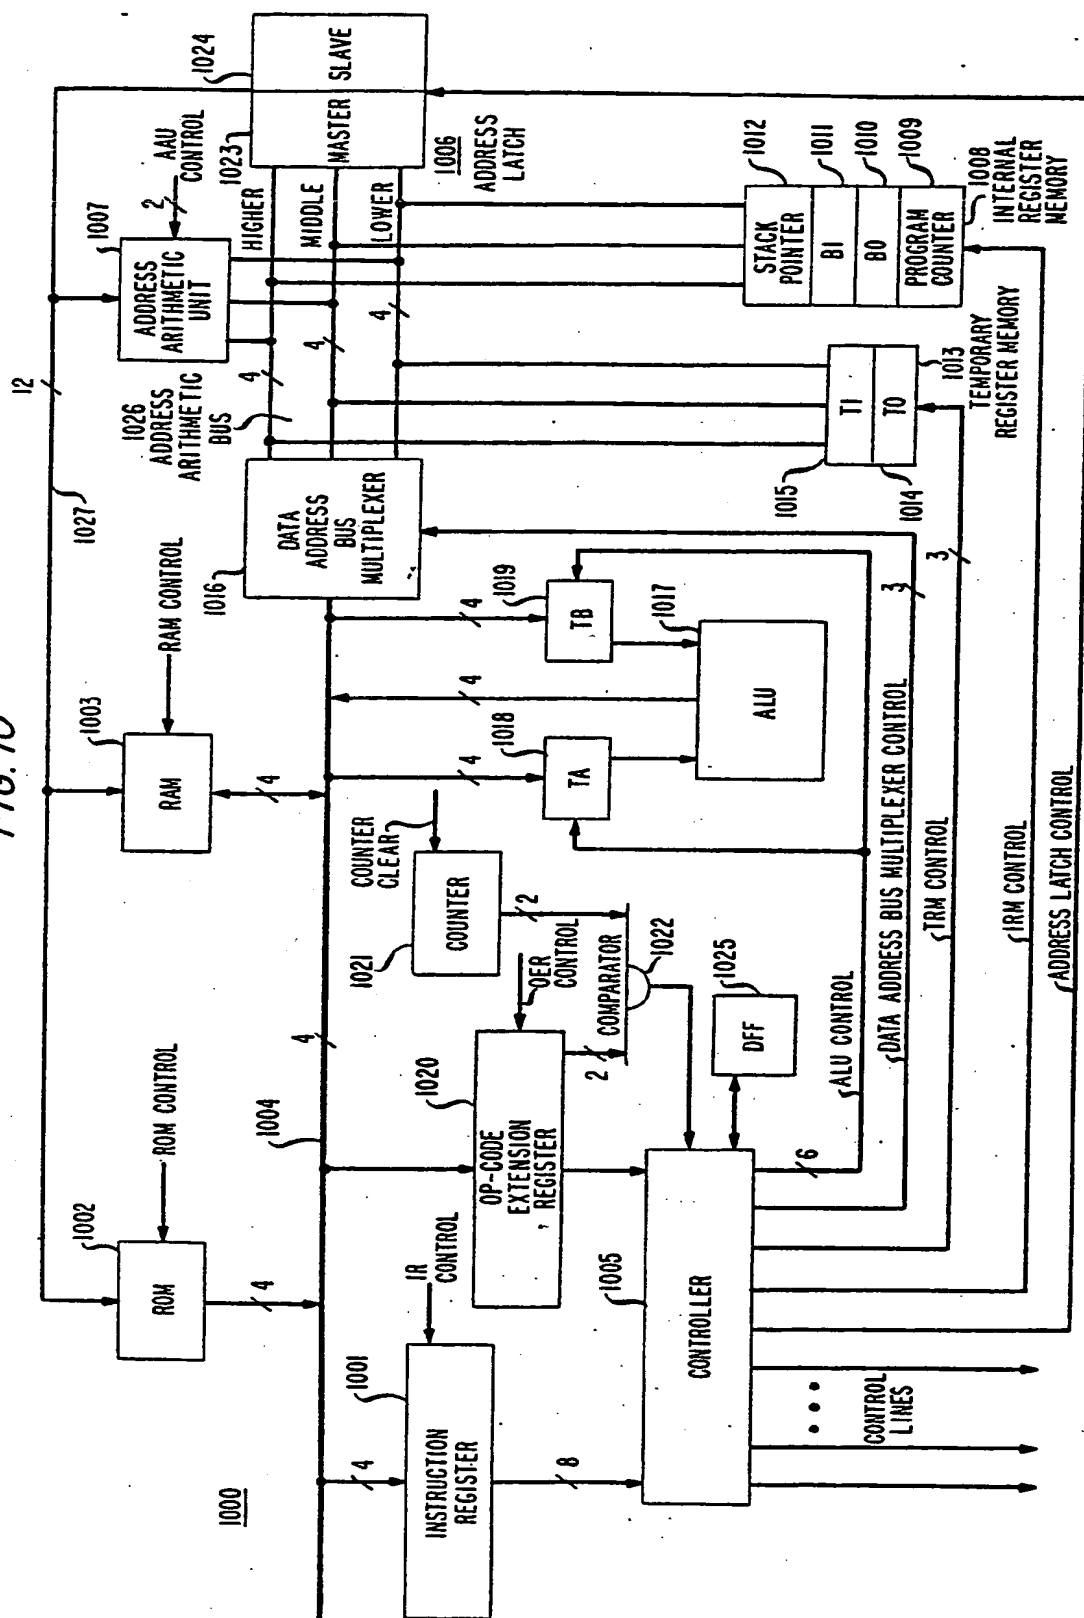 FIG. 10
1000
12
1027
ROM CONTROL
1002
ROM
4
RAM CONTROL
1003
RAM
4
1007
ADDRESS
ARITHMETIC
UNIT
2
AAU
CONTROL
1026
ADDRESS
ARITHMETIC
BUS
4
4
4
HIGHER
MIDDLE
LOWER
1023
1024
MASTER
SLAVE
1006
ADDRESS
LATCH
1004
4
1016
DATA
ADDRESS
BUS
MULTIPLEXER
4
1001
INSTRUCTION
REGISTER
IR
CONTROL
8
1020
OP-CODE
EXTENSION
REGISTER
OER CONTROL
2
COUNTER
CLEAR
1021
COUNTER
2
COMPARATOR
1022
4
1018
TA
4
4
1019
TB
1017
ALU
1015
T1
T0
1014
1013
TEMPORARY
REGISTER MEMORY
STACK
POINTER
B1
B0
PROGRAM
COUNTER
1012
1011
1010
1009
1008
INTERNAL
REGISTER
MEMORY
1005
CONTROLLER
1025
DFF
6
ALU CONTROL
DATA ADDRESS BUS MULTIPLEXER CONTROL
3
TRM CONTROL
3
IRM CONTROL
ADDRESS LATCH CONTROL
CONTROL
LINES